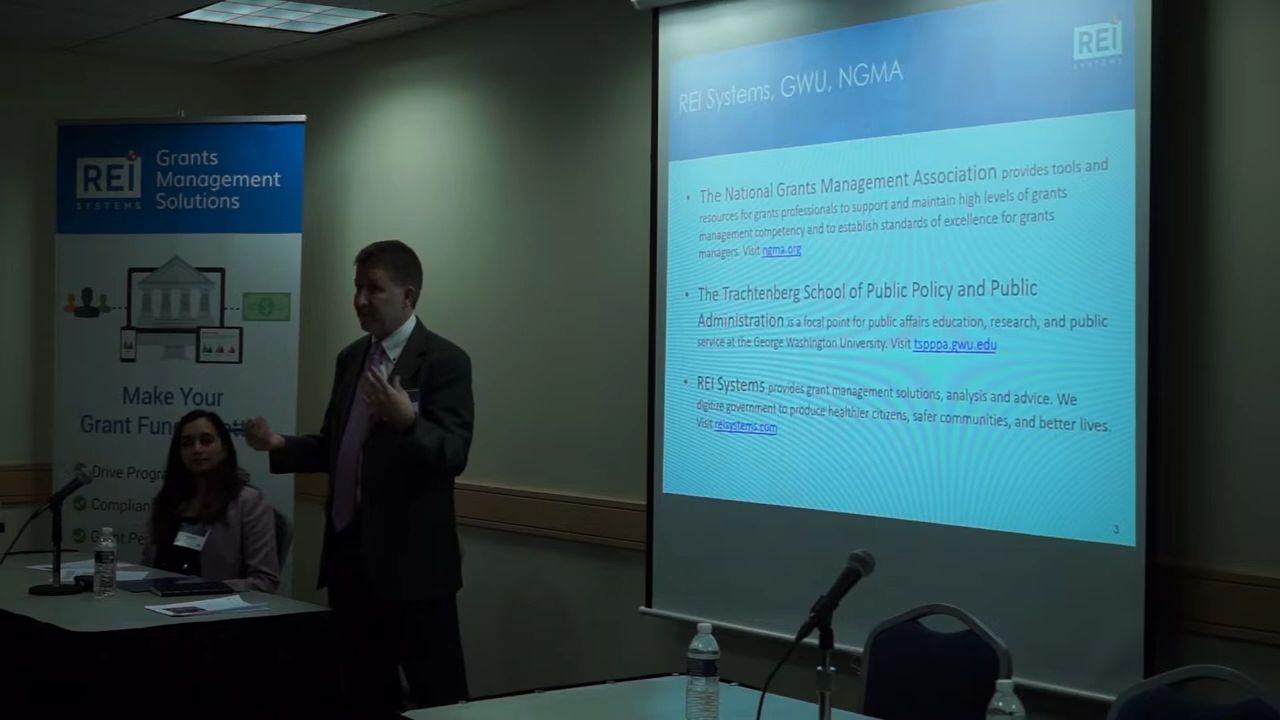 REI
SYSTEMS
Grants
Management
Solutions
Make Your
Grant
Drive
REI
SYSTEMS
REI Systems, GWU, NGMA
• The National Grants Management Association provides tools and
resources for grants professionals to support and maintain high levels of grants
management competency and to establish standards of excellence for grants
managers. Visit ngma.org
• The Trachtenberg School of Public Policy and Public
Administration is a focal point for public affairs education, research, and public
service at the George Washington University. Visit tspppa.gwu.edu
• REI Systems provides grant management solutions, analysis and advice. We
digitize government to produce healthier citizens, safer communities, and better lives.
Visit reisystems.com
3